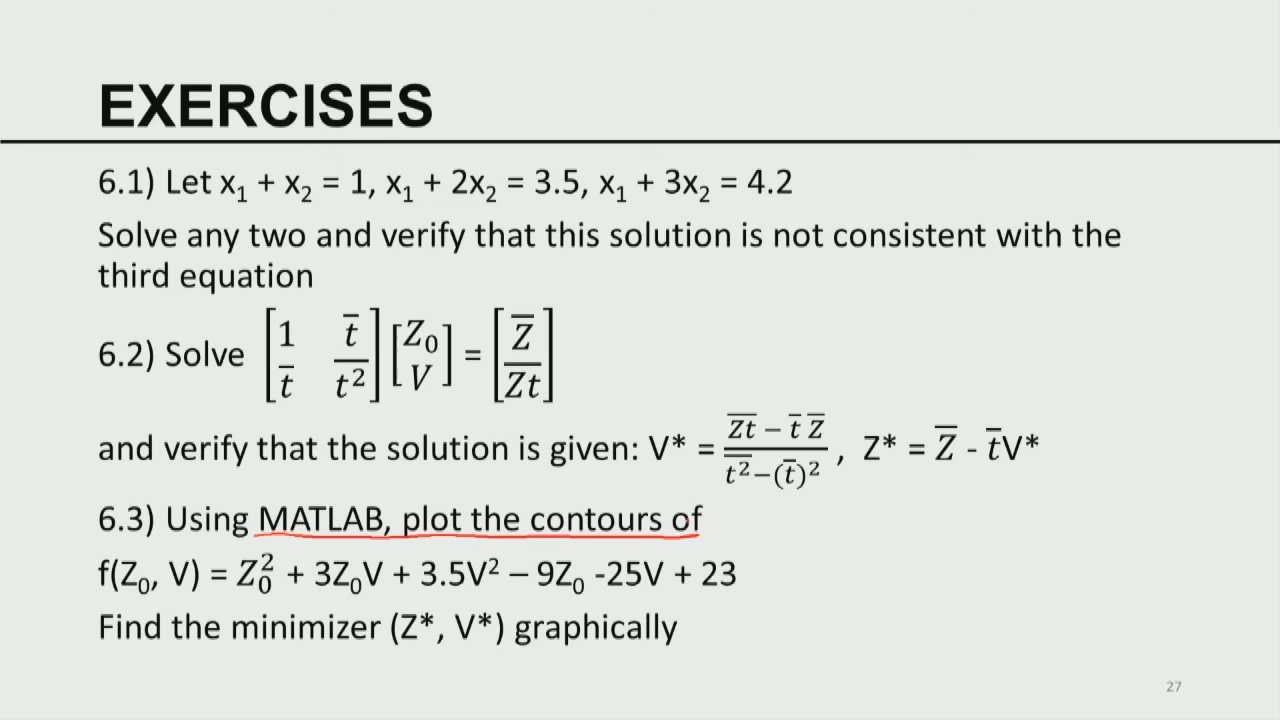 EXERCISES
6.1) Let x₁ + x₂ = 1, x₁ + 2x₂ = 3.5, x₁ + 3x₂ = 4.2
Solve any two and verify that this solution is not consistent with the
third equation
6.2) Solve [1 t̅; t̅ t̅²̅] [Z₀; V] = [Z̅; Z̅t̅]
and verify that the solution is given: V* = (Z̅t̅ − t̅ Z̅)/(t̅²̅ − (t̅)²) , Z* = Z̅ - t̅V*
6.3) Using MATLAB, plot the contours of
f(Z₀, V) = Z₀² + 3Z₀V + 3.5V² – 9Z₀ -25V + 23
Find the minimizer (Z*, V*) graphically
27